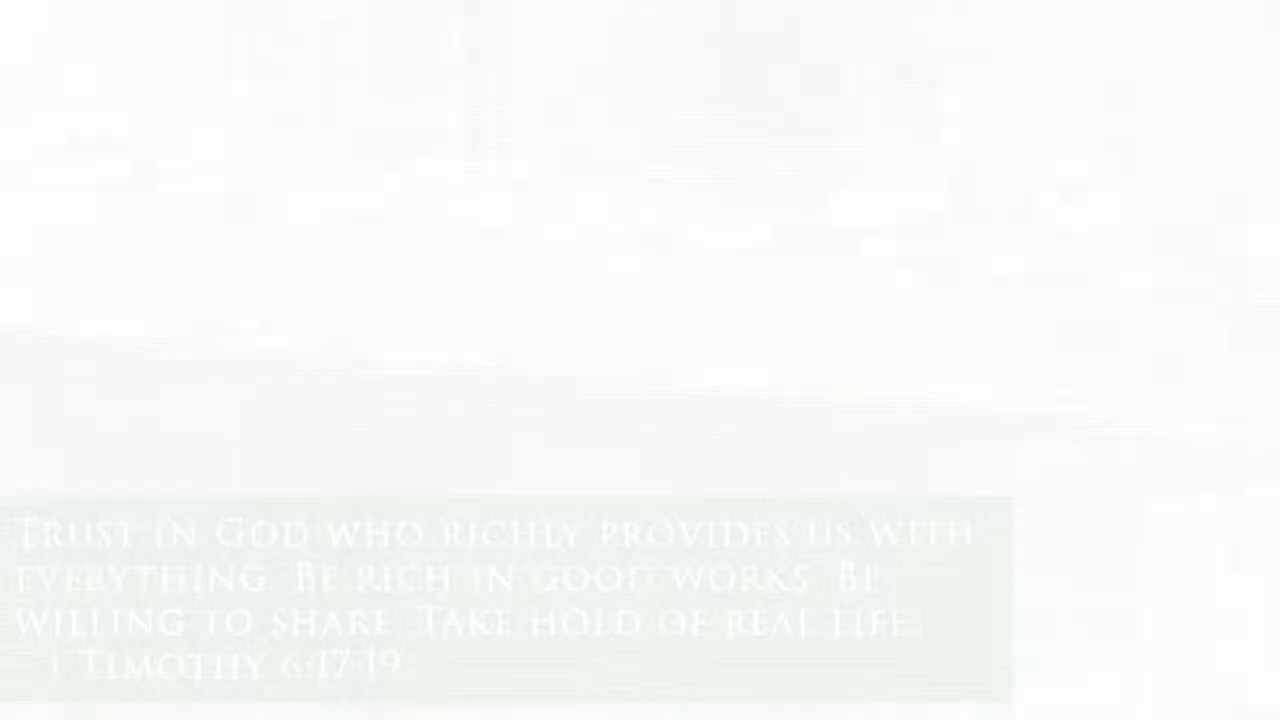 Trust in God who richly provides us with
everything. Be rich in good works. Be
willing to share. Take hold of real life.
1 Timothy 6:17-19